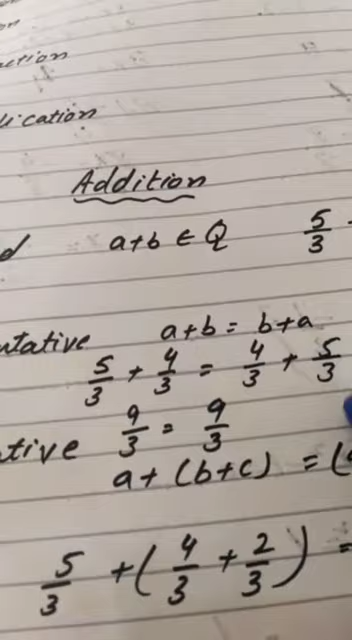 on
ction
lication
Addition
d a+b ∈ Q 5/3
tative a+b = b+a
5/3 + 4/3 = 4/3 + 5/3
9/3 = 9/3
tive
a + (b+c) = (
5/3 + (4/3 + 2/3) =